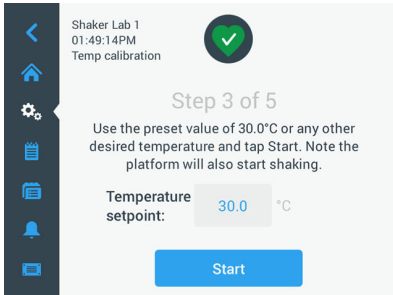 Shaker Lab 1
01:49:14PM
Temp calibration
Step 3 of 5
Use the preset value of 30.0°C or any other
desired temperature and tap Start. Note the
platform will also start shaking.
Temperature
setpoint:
30.0 °C
Start